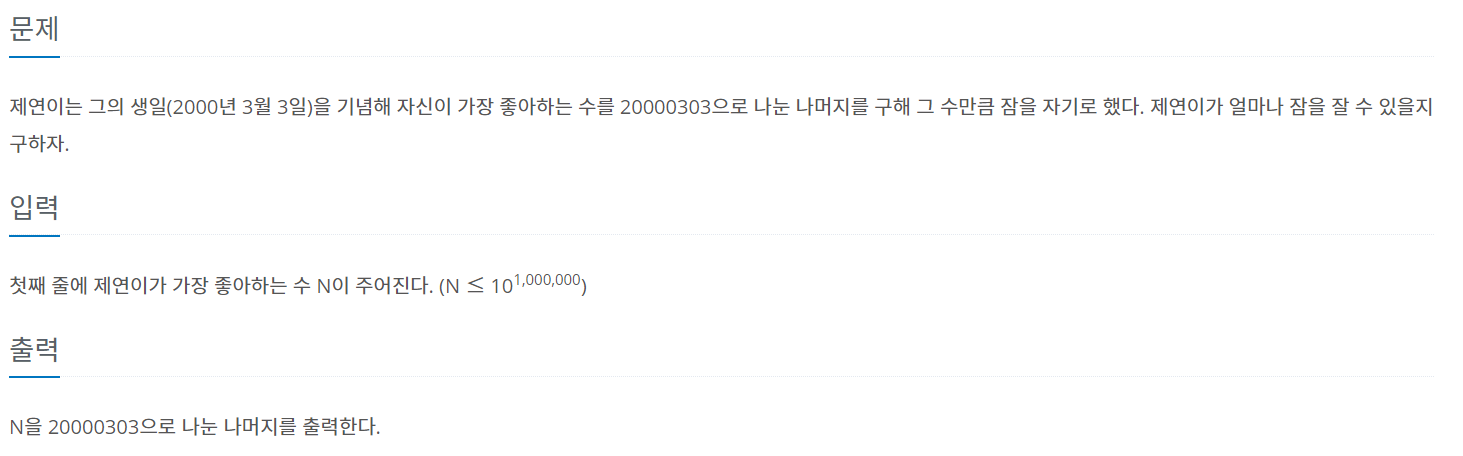 문제
제연이는 그의 생일(2000년 3월 3일)을 기념해 자신이 가장 좋아하는 수를 20000303으로 나눈 나머지를 구해 그 수만큼 잠을 자기로 했다. 제연이가 얼마나 잠을 잘 수 있을지
구하자.
입력
첫째 줄에 제연이가 가장 좋아하는 수 N이 주어진다. (N ≤ 10^1,000,000)
출력
N을 20000303으로 나눈 나머지를 출력한다.